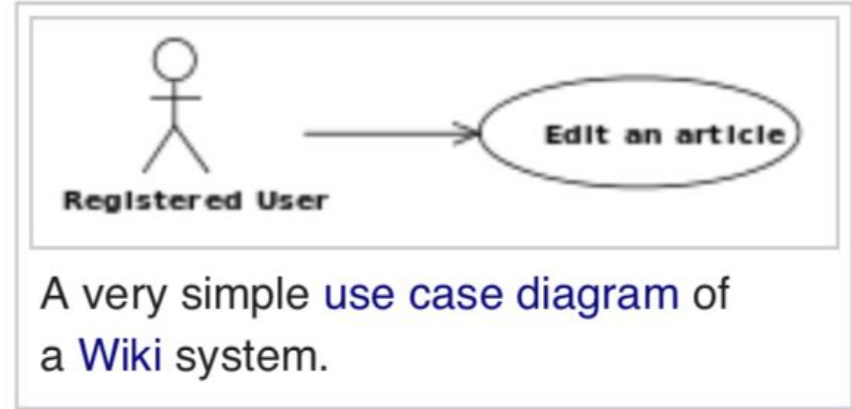 Edit an article
Registered User
A very simple use case diagram of
a Wiki system.